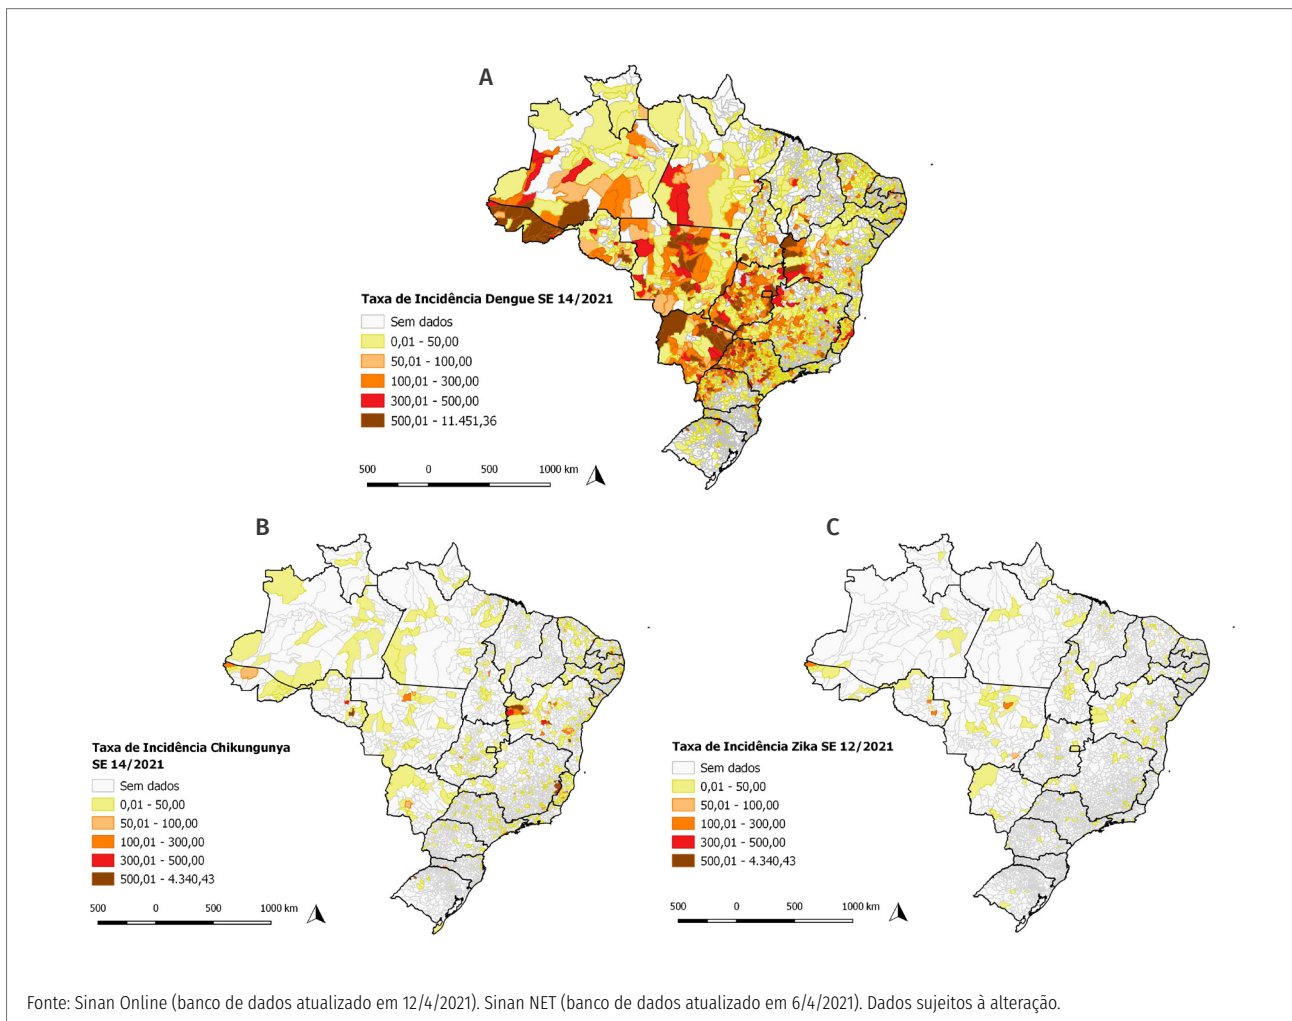 A
Taxa de Incidência Dengue SE 14/2021
Sem dados
0,01 - 50,00
50,01 - 100,00
100,01 - 300,00
300,01 - 500,00
500,01 - 11.451,36
500 0 500 1000 km
B
Taxa de Incidência Chikungunya
SE 14/2021
Sem dados
0,01 - 50,00
50,01 - 100,00
100,01 - 300,00
300,01 - 500,00
500,01 - 4.340,43
500 0 500 1000 km
C
Taxa de Incidência Zika SE 12/2021
Sem dados
0,01 - 50,00
50,01 - 100,00
100,01 - 300,00
300,01 - 500,00
500,01 - 4.340,43
500 0 500 1000 km
Fonte: Sinan Online (banco de dados atualizado em 12/4/2021). Sinan NET (banco de dados atualizado em 6/4/2021). Dados sujeitos à alteração.